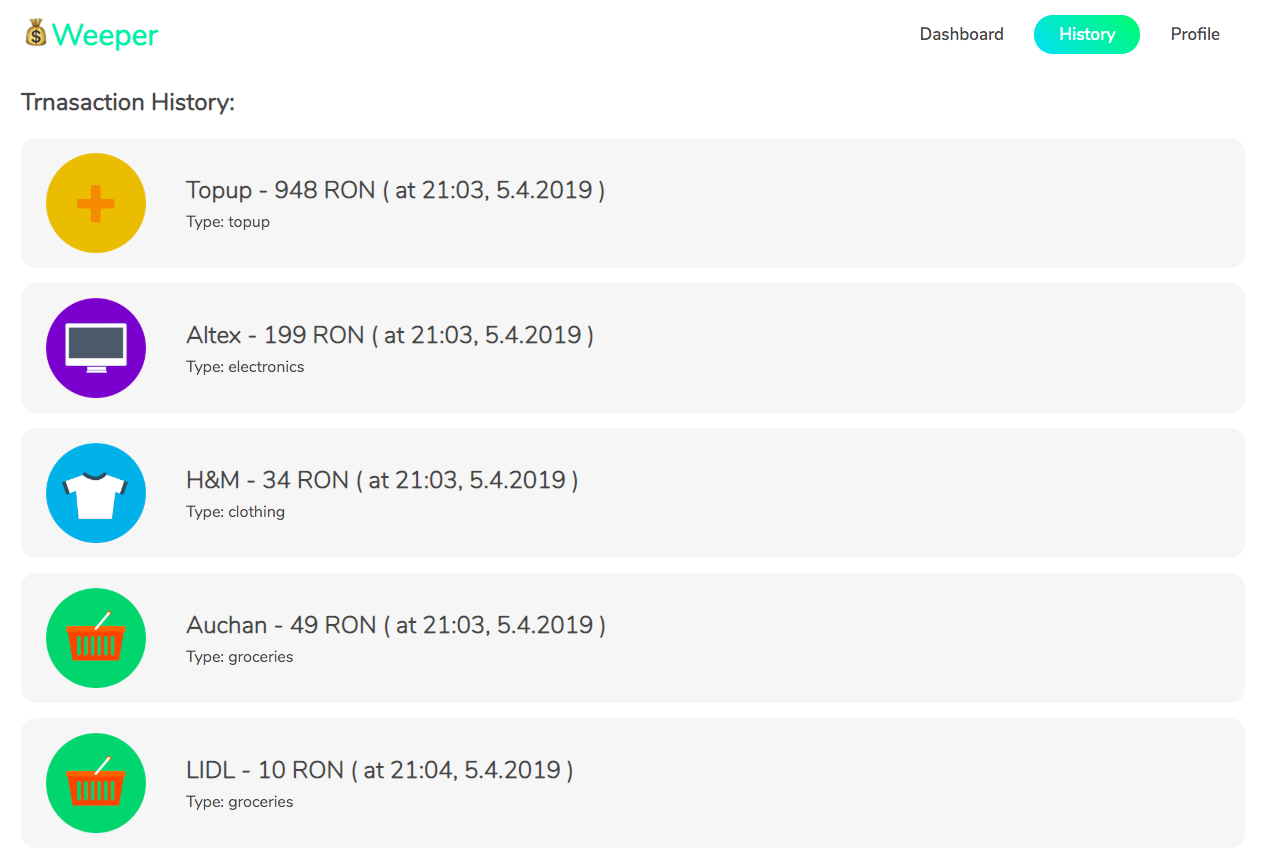 Weeper
Dashboard
History
Profile
Trnasaction History:
Topup - 948 RON ( at 21:03, 5.4.2019 )
Type: topup
Altex - 199 RON ( at 21:03, 5.4.2019 )
Type: electronics
H&M - 34 RON ( at 21:03, 5.4.2019 )
Type: clothing
Auchan - 49 RON ( at 21:03, 5.4.2019 )
Type: groceries
LIDL - 10 RON ( at 21:04, 5.4.2019 )
Type: groceries